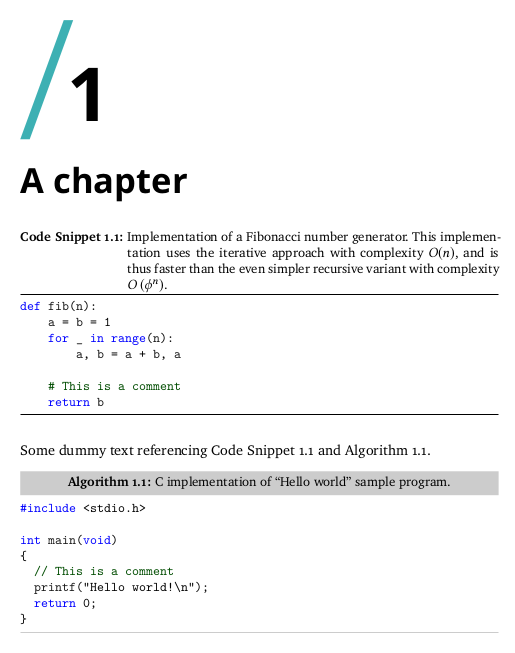 /1
A chapter
Code Snippet 1.1: Implementation of a Fibonacci number generator. This implemen-
tation uses the iterative approach with complexity O(n), and is
thus faster than the even simpler recursive variant with complexity
O(ϕⁿ).
def fib(n):
    a = b = 1
    for _ in range(n):
        a, b = a + b, a

    # This is a comment
    return b
Some dummy text referencing Code Snippet 1.1 and Algorithm 1.1.
Algorithm 1.1: C implementation of “Hello world” sample program.
#include <stdio.h>

int main(void)
{
  // This is a comment
  printf("Hello world!\n");
  return 0;
}